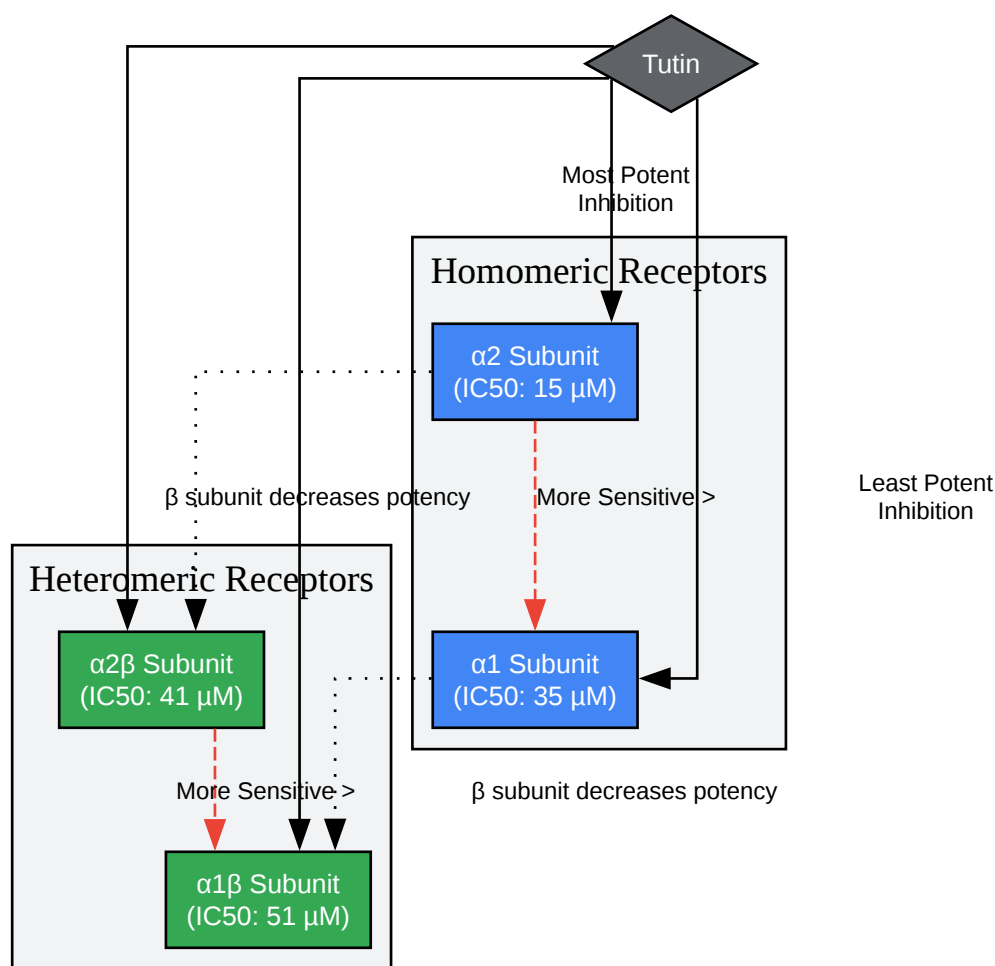 Tutin
Most Potent
Inhibition
Homomeric Receptors
α2 Subunit
(IC50: 15 µM)
β subunit decreases potency
More Sensitive >
Least Potent
Inhibition
Heteromeric Receptors
α2β Subunit
(IC50: 41 µM)
α1 Subunit
(IC50: 35 µM)
More Sensitive >
β subunit decreases potency
α1β Subunit
(IC50: 51 µM)